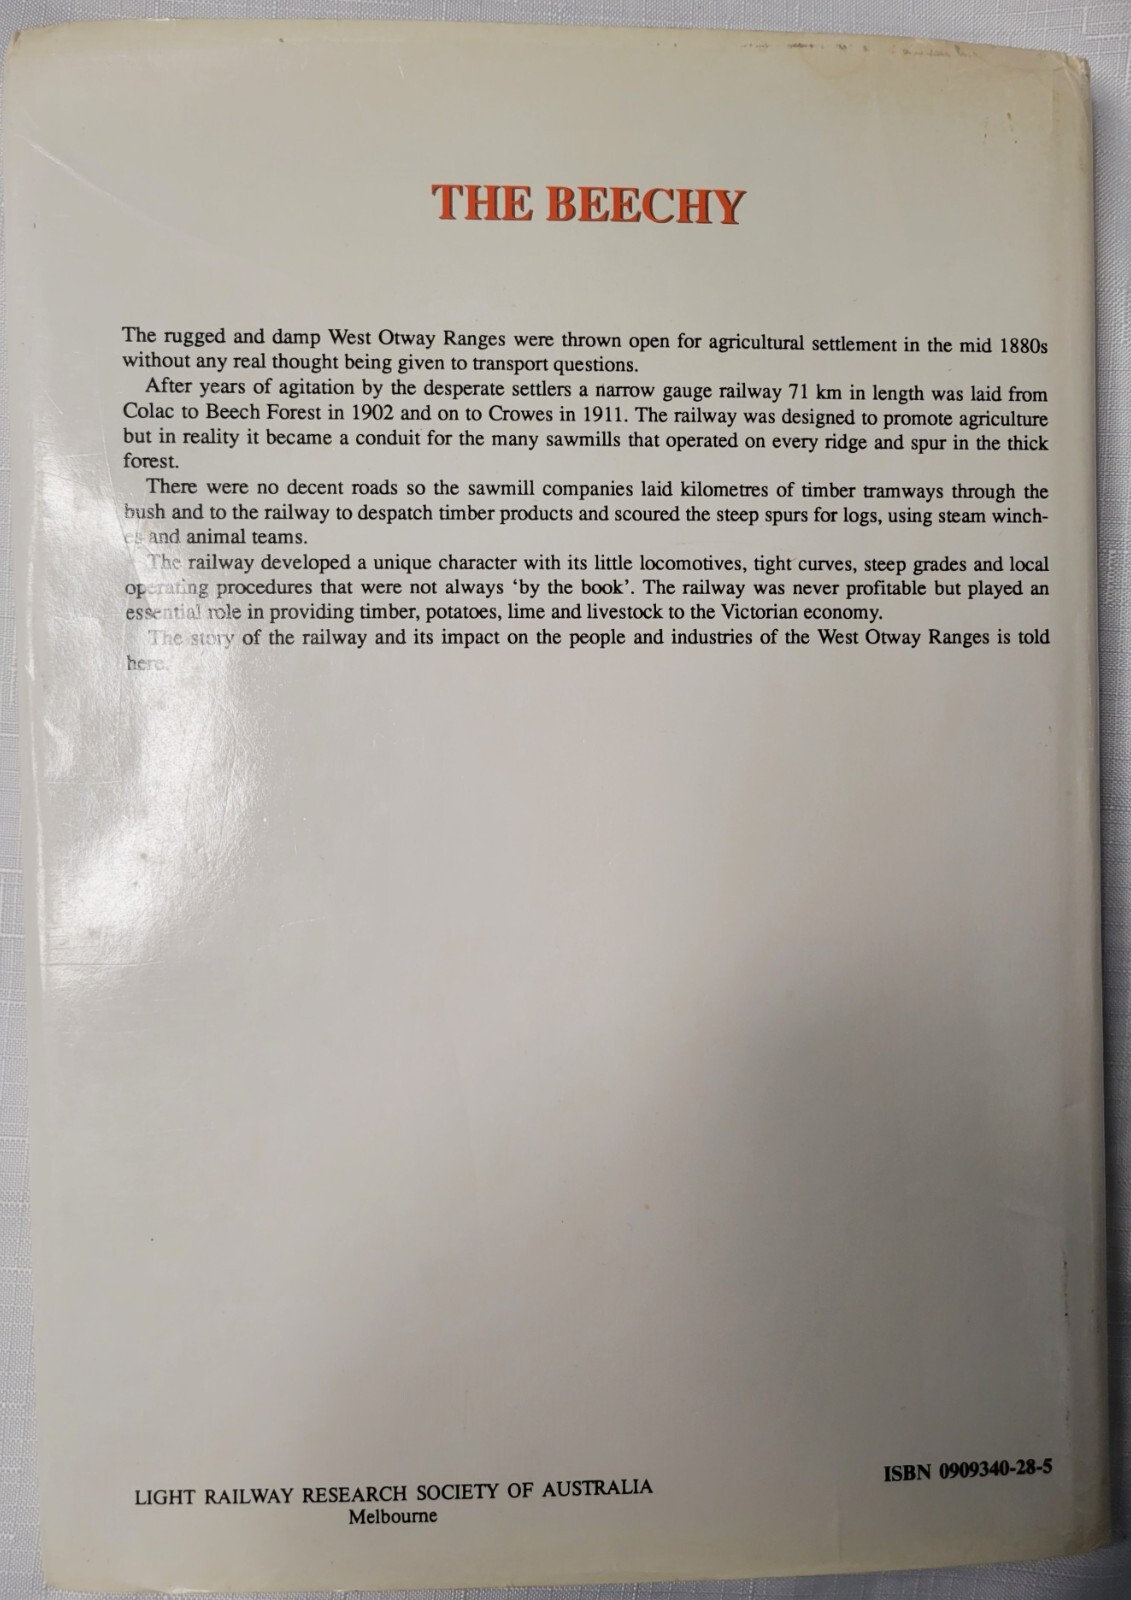 THE BEECHY
The rugged and damp West Otway Ranges were thrown open for agricultural settlement in the mid 1880s
without any real thought being given to transport questions.
After years of agitation by the desperate settlers a narrow gauge railway 71 km in length was laid from
Colac to Beech Forest in 1902 and on to Crowes in 1911. The railway was designed to promote agriculture
but in reality it became a conduit for the many sawmills that operated on every ridge and spur in the thick
forest.
There were no decent roads so the sawmill companies laid kilometres of timber tramways through the
bush and to the railway to despatch timber products and scoured the steep spurs for logs, using steam winch-
es and animal teams.
The railway developed a unique character with its little locomotives, tight curves, steep grades and local
operating procedures that were not always ‘by the book’. The railway was never profitable but played an
essential role in providing timber, potatoes, lime and livestock to the Victorian economy.
The story of the railway and its impact on the people and industries of the West Otway Ranges is told
here.
LIGHT RAILWAY RESEARCH SOCIETY OF AUSTRALIA
Melbourne
ISBN 0909340-28-5